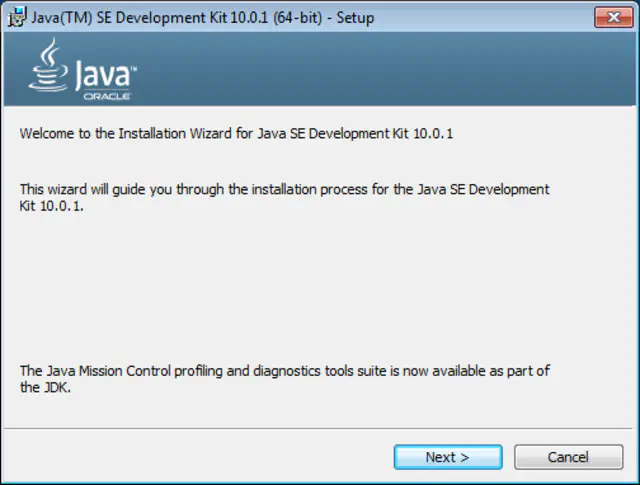 Java(TM) SE Development Kit 10.0.1 (64-bit) - Setup
Java™
ORACLE
Welcome to the Installation Wizard for Java SE Development Kit 10.0.1
This wizard will guide you through the installation process for the Java SE Development
Kit 10.0.1.
The Java Mission Control profiling and diagnostics tools suite is now available as part of
the JDK.
Next >
Cancel